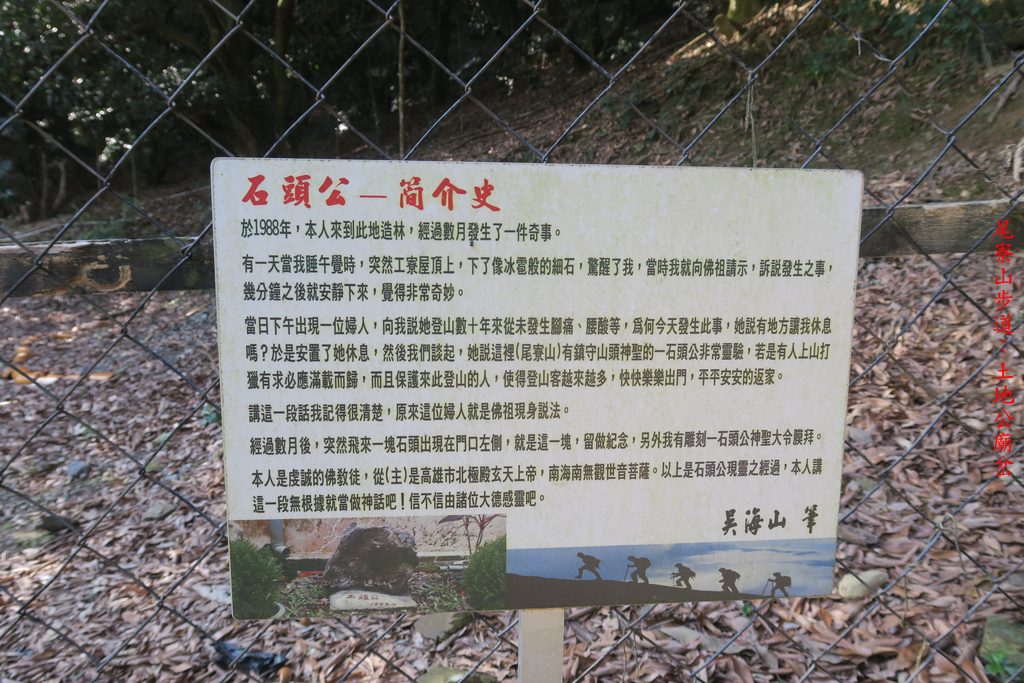 石頭公—簡介史
於1988年，本人來到此地造林，經過數月發生了一件奇事。
有一天當我睡午覺時，突然工寮屋頂上，下了像冰雹般的細石，驚醒了我，當時我就向佛祖請示，訴說發生之事，
幾分鐘之後就安靜下來，覺得非常奇妙。
當日下午出現一位婦人，向我說她登山數十年來從未發生腳痛、腰酸等，為何今天發生此事，她說有地方讓我休息
嗎？於是安置了她休息，然後我們談起，她說這裡(尾寮山)有鎮守山頭神聖的一石頭公非常靈驗，若是有人上山打
獵有求必應滿載而歸，而且保護來此登山的人，使得登山客越來越多，快快樂樂出門，平平安安的返家。
講這一段話我記得很清楚，原來這位婦人就是佛祖現身說法。
經過數月後，突然飛來一塊石頭出現在門口左側，就是這一塊，留做紀念，另外我有雕刻一石頭公神聖大令膜拜。
本人是虔誠的佛教徒，從(主)是高雄市北極殿玄天上帝，南海南無觀世音菩薩。以上是石頭公現靈之經過，本人講
這一段無根據就當做神話吧！信不信由諸位大德感靈吧。
吳海山 筆
石頭公
尾寮山步道．土地公廟岔